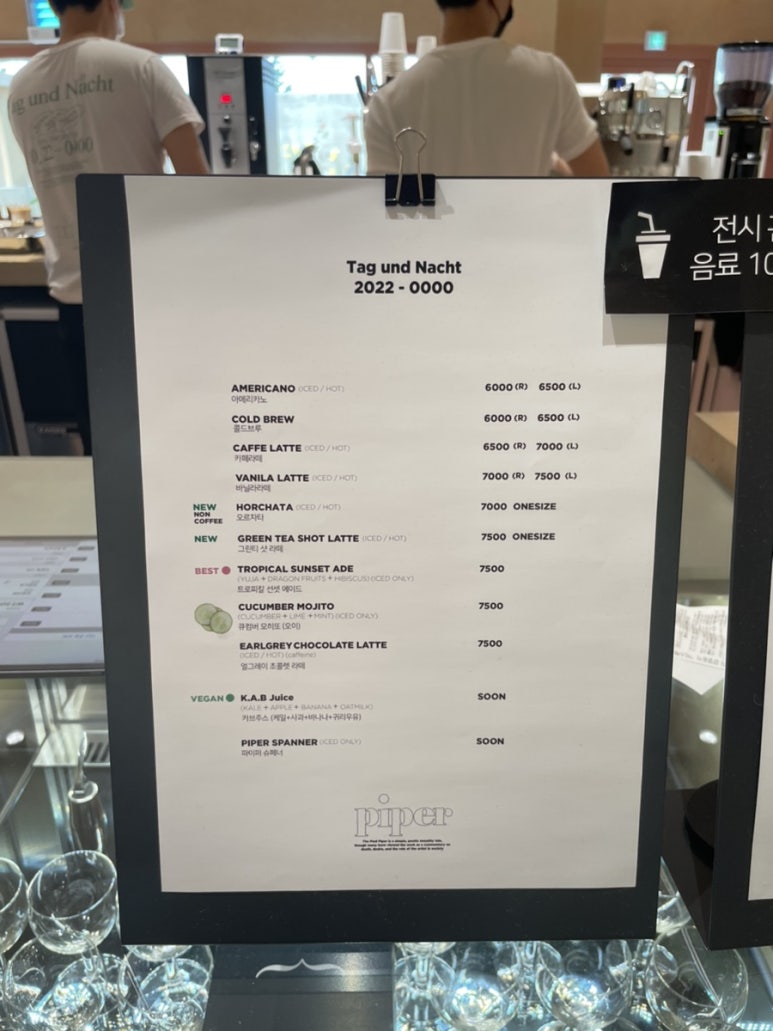 ag und Nacht
전시
음료 10
Tag und Nacht
2022 - 0000
AMERICANO (ICED / HOT) 6000 (R) 6500 (L)
아메리카노
COLD BREW 6000 (R) 6500 (L)
콜드브루
CAFFE LATTE (ICED / HOT) 6500 (R) 7000 (L)
카페라떼
VANILA LATTE (ICED / HOT) 7000 (R) 7500 (L)
바닐라라떼
NEW NON COFFEE HORCHATA (ICED / HOT) 7000 ONESIZE
오르차타
NEW GREEN TEA SHOT LATTE (ICED / HOT) 7500 ONESIZE
그린티 샷 라떼
BEST TROPICAL SUNSET ADE 7500
(YUJA + DRAGON FRUITS + HIBISCUS) (ICED ONLY)
트로피칼 선셋 에이드
CUCUMBER MOJITO 7500
(CUCUMBER + LIME + MINT) (ICED ONLY)
큐컴버 모히또 (오이)
EARLGREY CHOCOLATE LATTE 7500
(ICED / HOT) (caffeine)
얼그레이 초콜렛 라떼
VEGAN K.A.B Juice SOON
(KALE + APPLE + BANANA + OATMILK)
카브주스 (케일+사과+바나나+귀리우유)
PIPER SPANNER (ICED ONLY) SOON
파이퍼 슈페너
piper